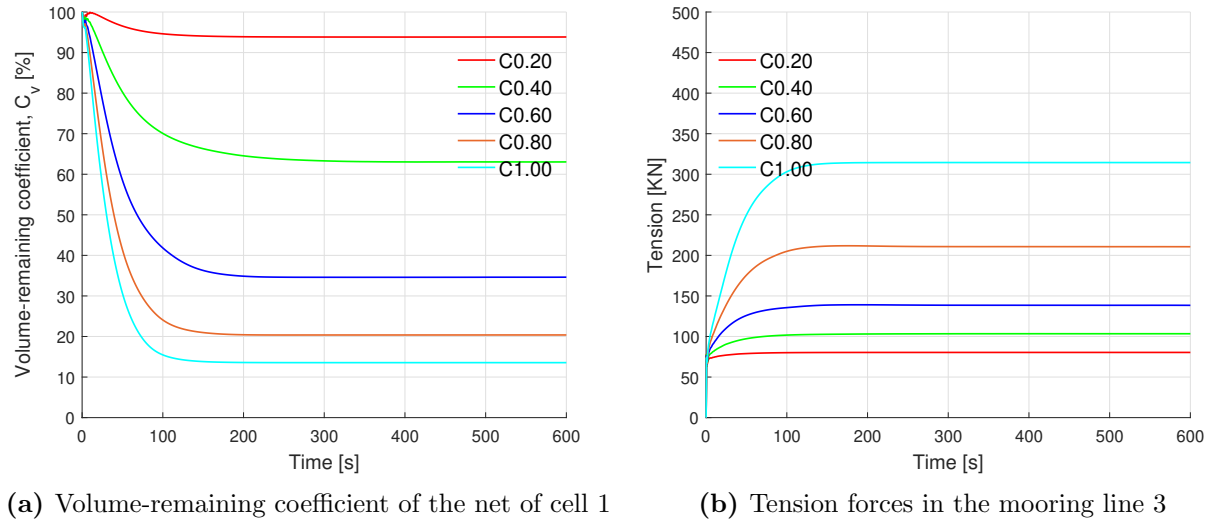 100
90
80
70
60
50
40
30
20
10
0
Volume-remaining coefficient, C_v [%]
C0.20
C0.40
C0.60
C0.80
C1.00
0 100 200 300 400 500 600
Time [s]
(a) Volume-remaining coefficient of the net of cell 1
500
450
400
350
300
250
200
150
100
50
0
Tension [KN]
C0.20
C0.40
C0.60
C0.80
C1.00
0 100 200 300 400 500 600
Time [s]
(b) Tension forces in the mooring line 3